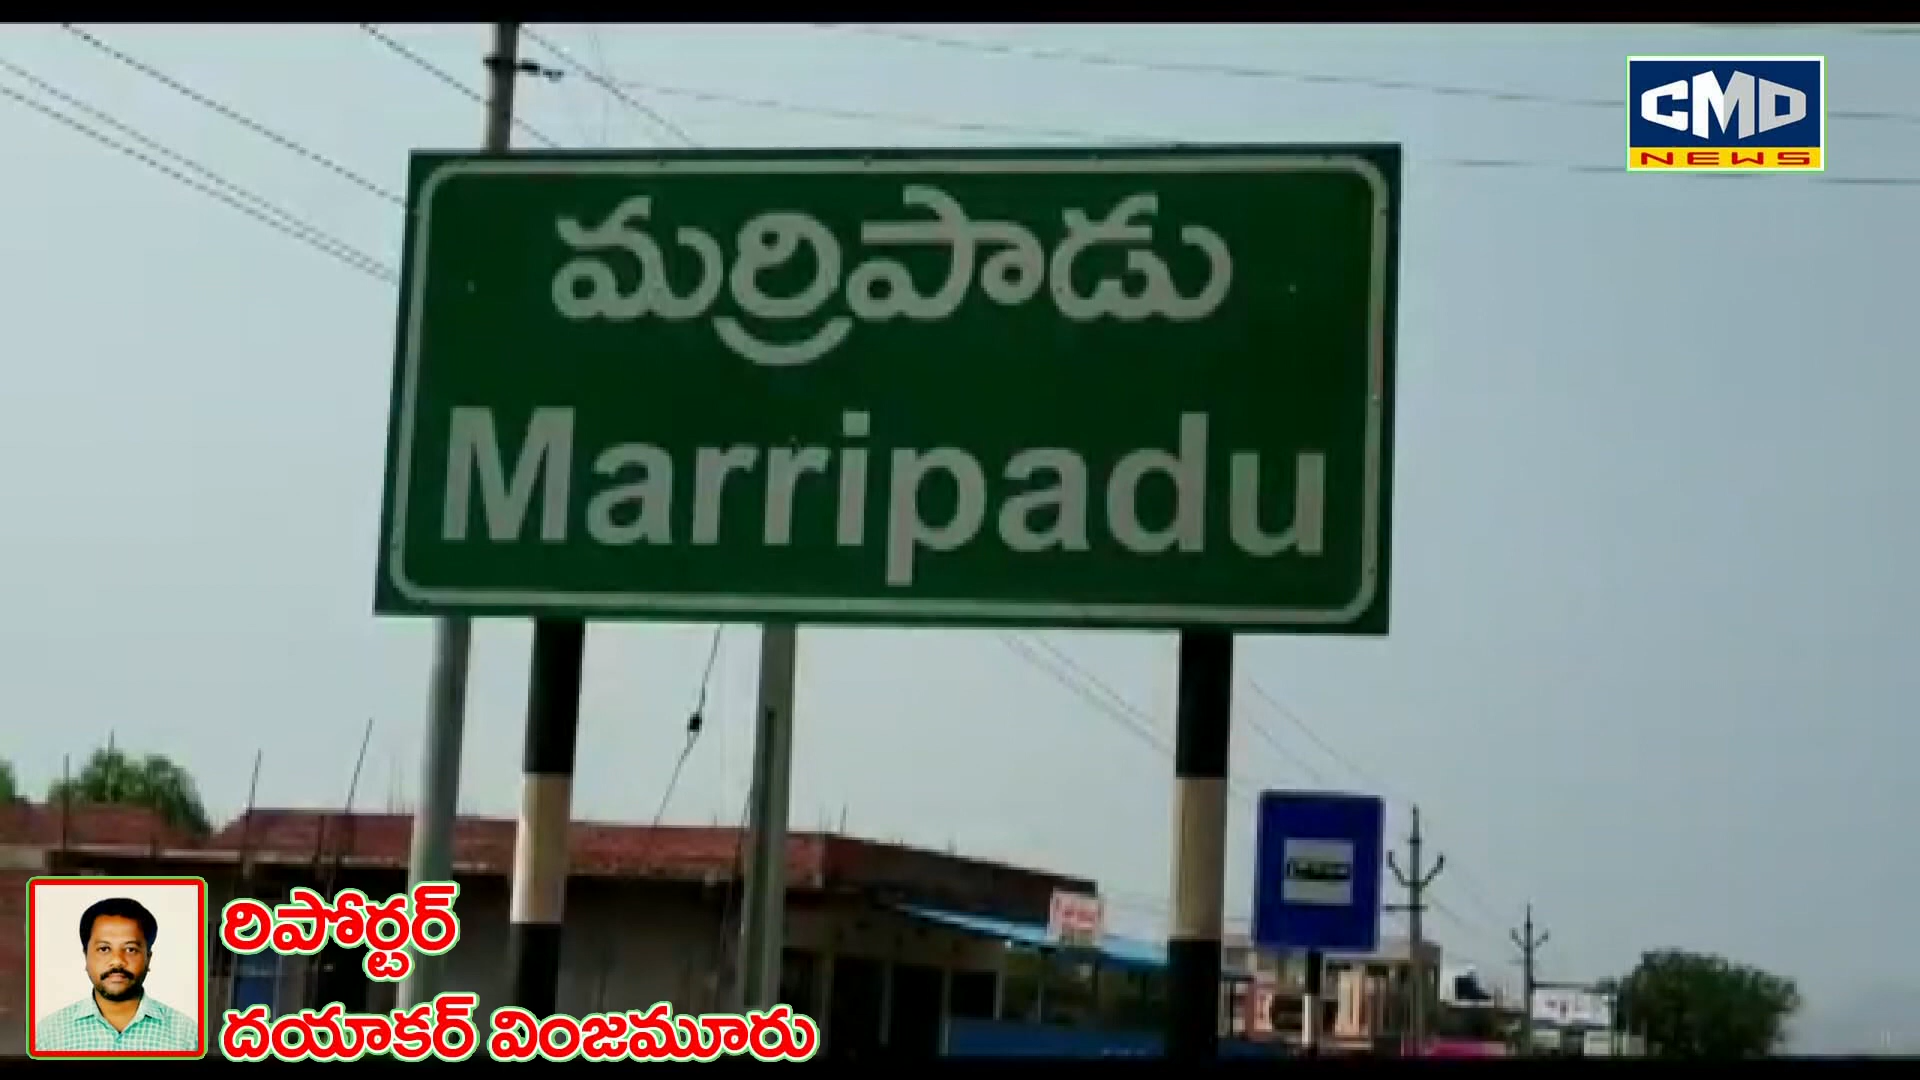 CMD
NEWS
మర్రిపాడు
Marripadu
రిపోర్టర్
దయాకర్ వింజమూరు